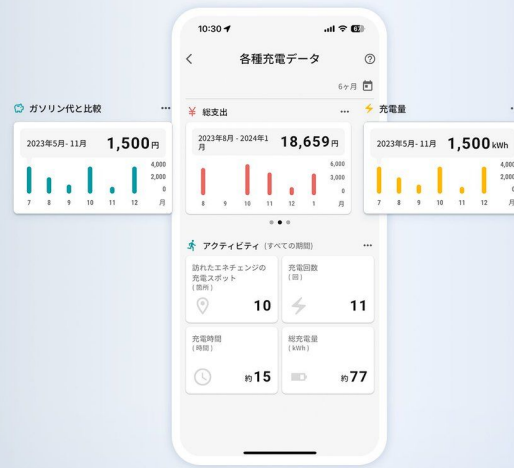 10:30
各種充電データ
6ヶ月
ガソリン代と比較
2023年5月- 11月
1,500円
4,000
2,000
0
7 8 9 10 11 12 月
¥ 総支出
2023年8月 - 2024年1月
18,659円
6,000
3,000
0
8 9 10 11 12 1 月
充電量
2023年5月- 11月
1,500 kWh
4,000
2,000
0
7 8 9 10 11 12 月
アクティビティ (すべての期間)
訪れたエネチェンジの
充電スポット
(箇所)
10
充電回数
(回)
11
充電時間
(時間)
約15
総充電量
(kWh)
約77